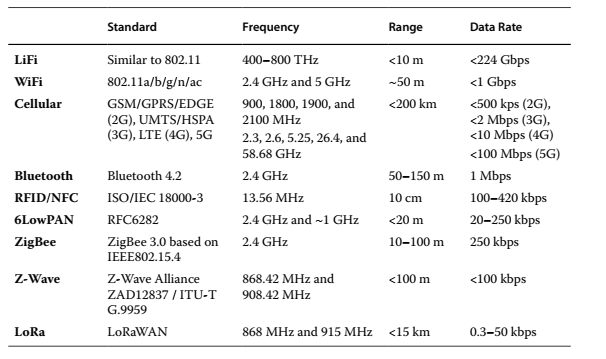 Standard Frequency Range Data Rate
LiFi Similar to 802.11 400–800 THz <10 m <224 Gbps
WiFi 802.11a/b/g/n/ac 2.4 GHz and 5 GHz ~50 m <1 Gbps
Cellular GSM/GPRS/EDGE 900, 1800, 1900, and <200 km <500 kps (2G),
(2G), UMTS/HSPA 2100 MHz <2 Mbps (3G),
(3G), LTE (4G), 5G 2.3, 2.6, 5.25, 26.4, and <10 Mbps (4G)
58.68 GHz <100 Mbps (5G)
Bluetooth Bluetooth 4.2 2.4 GHz 50–150 m 1 Mbps
RFID/NFC ISO/IEC 18000-3 13.56 MHz 10 cm 100–420 kbps
6LowPAN RFC6282 2.4 GHz and ~1 GHz <20 m 20–250 kbps
ZigBee ZigBee 3.0 based on 2.4 GHz 10–100 m 250 kbps
IEEE802.15.4
Z-Wave Z-Wave Alliance 868.42 MHz and <100 m <100 kbps
ZAD12837 / ITU-T 908.42 MHz
G.9959
LoRa LoRaWAN 868 MHz and 915 MHz <15 km 0.3–50 kbps